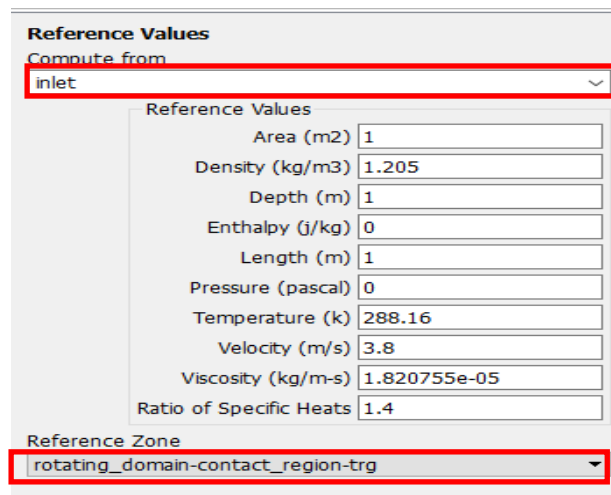 Reference Values
Compute from
inlet
Reference Values
Area (m2) 1
Density (kg/m3) 1.205
Depth (m) 1
Enthalpy (j/kg) 0
Length (m) 1
Pressure (pascal) 0
Temperature (k) 288.16
Velocity (m/s) 3.8
Viscosity (kg/m-s) 1.820755e-05
Ratio of Specific Heats 1.4
Reference Zone
rotating_domain-contact_region-trg